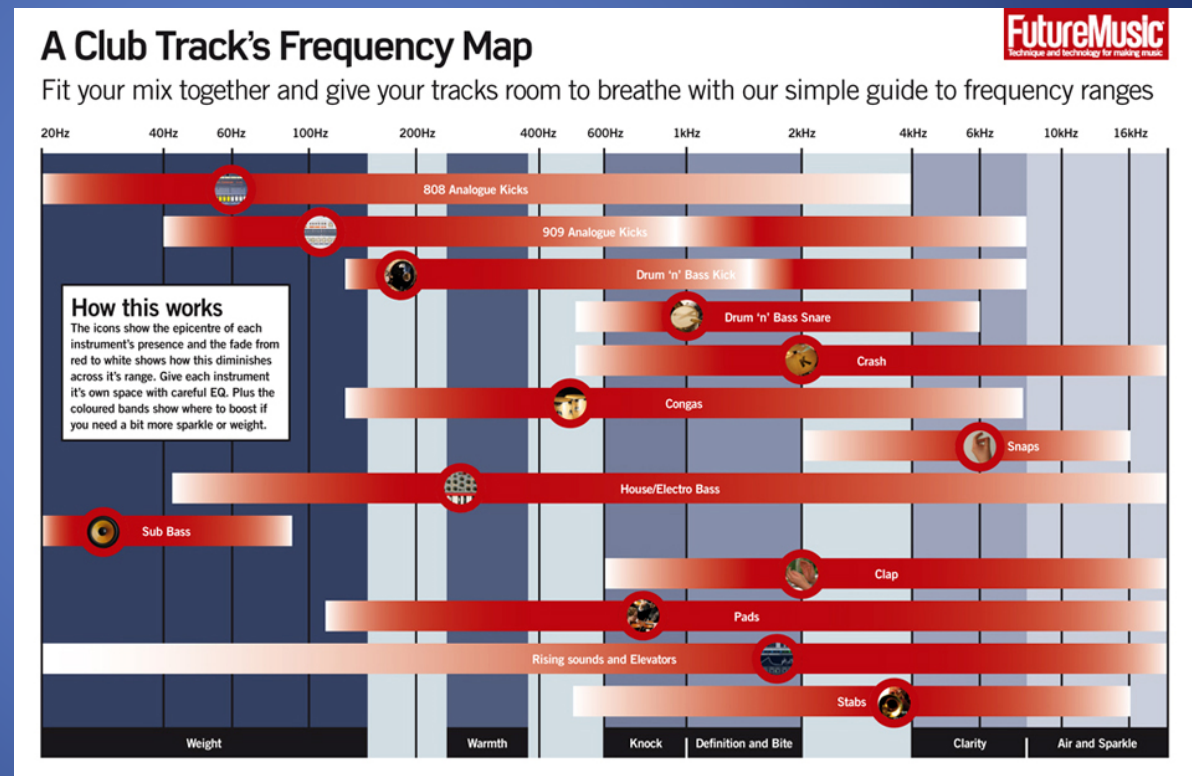 A Club Track's Frequency Map
FutureMusic
Technique and technology for making music
Fit your mix together and give your tracks room to breathe with our simple guide to frequency ranges
20Hz 40Hz 60Hz 100Hz 200Hz 400Hz 600Hz 1kHz 2kHz 4kHz 6kHz 10kHz 16kHz
808 Analogue Kicks
909 Analogue Kicks
Drum 'n' Bass Kick
How this works
The icons show the epicentre of each
instrument's presence and the fade from
red to white shows how this diminishes
across it's range. Give each instrument
it's own space with careful EQ. Plus the
coloured bands show where to boost if
you need a bit more sparkle or weight.
Drum 'n' Bass Snare
Crash
Congas
Snaps
House/Electro Bass
Sub Bass
Clap
Pads
Rising sounds and Elevators
Stabs
Weight Warmth Knock Definition and Bite Clarity Air and Sparkle